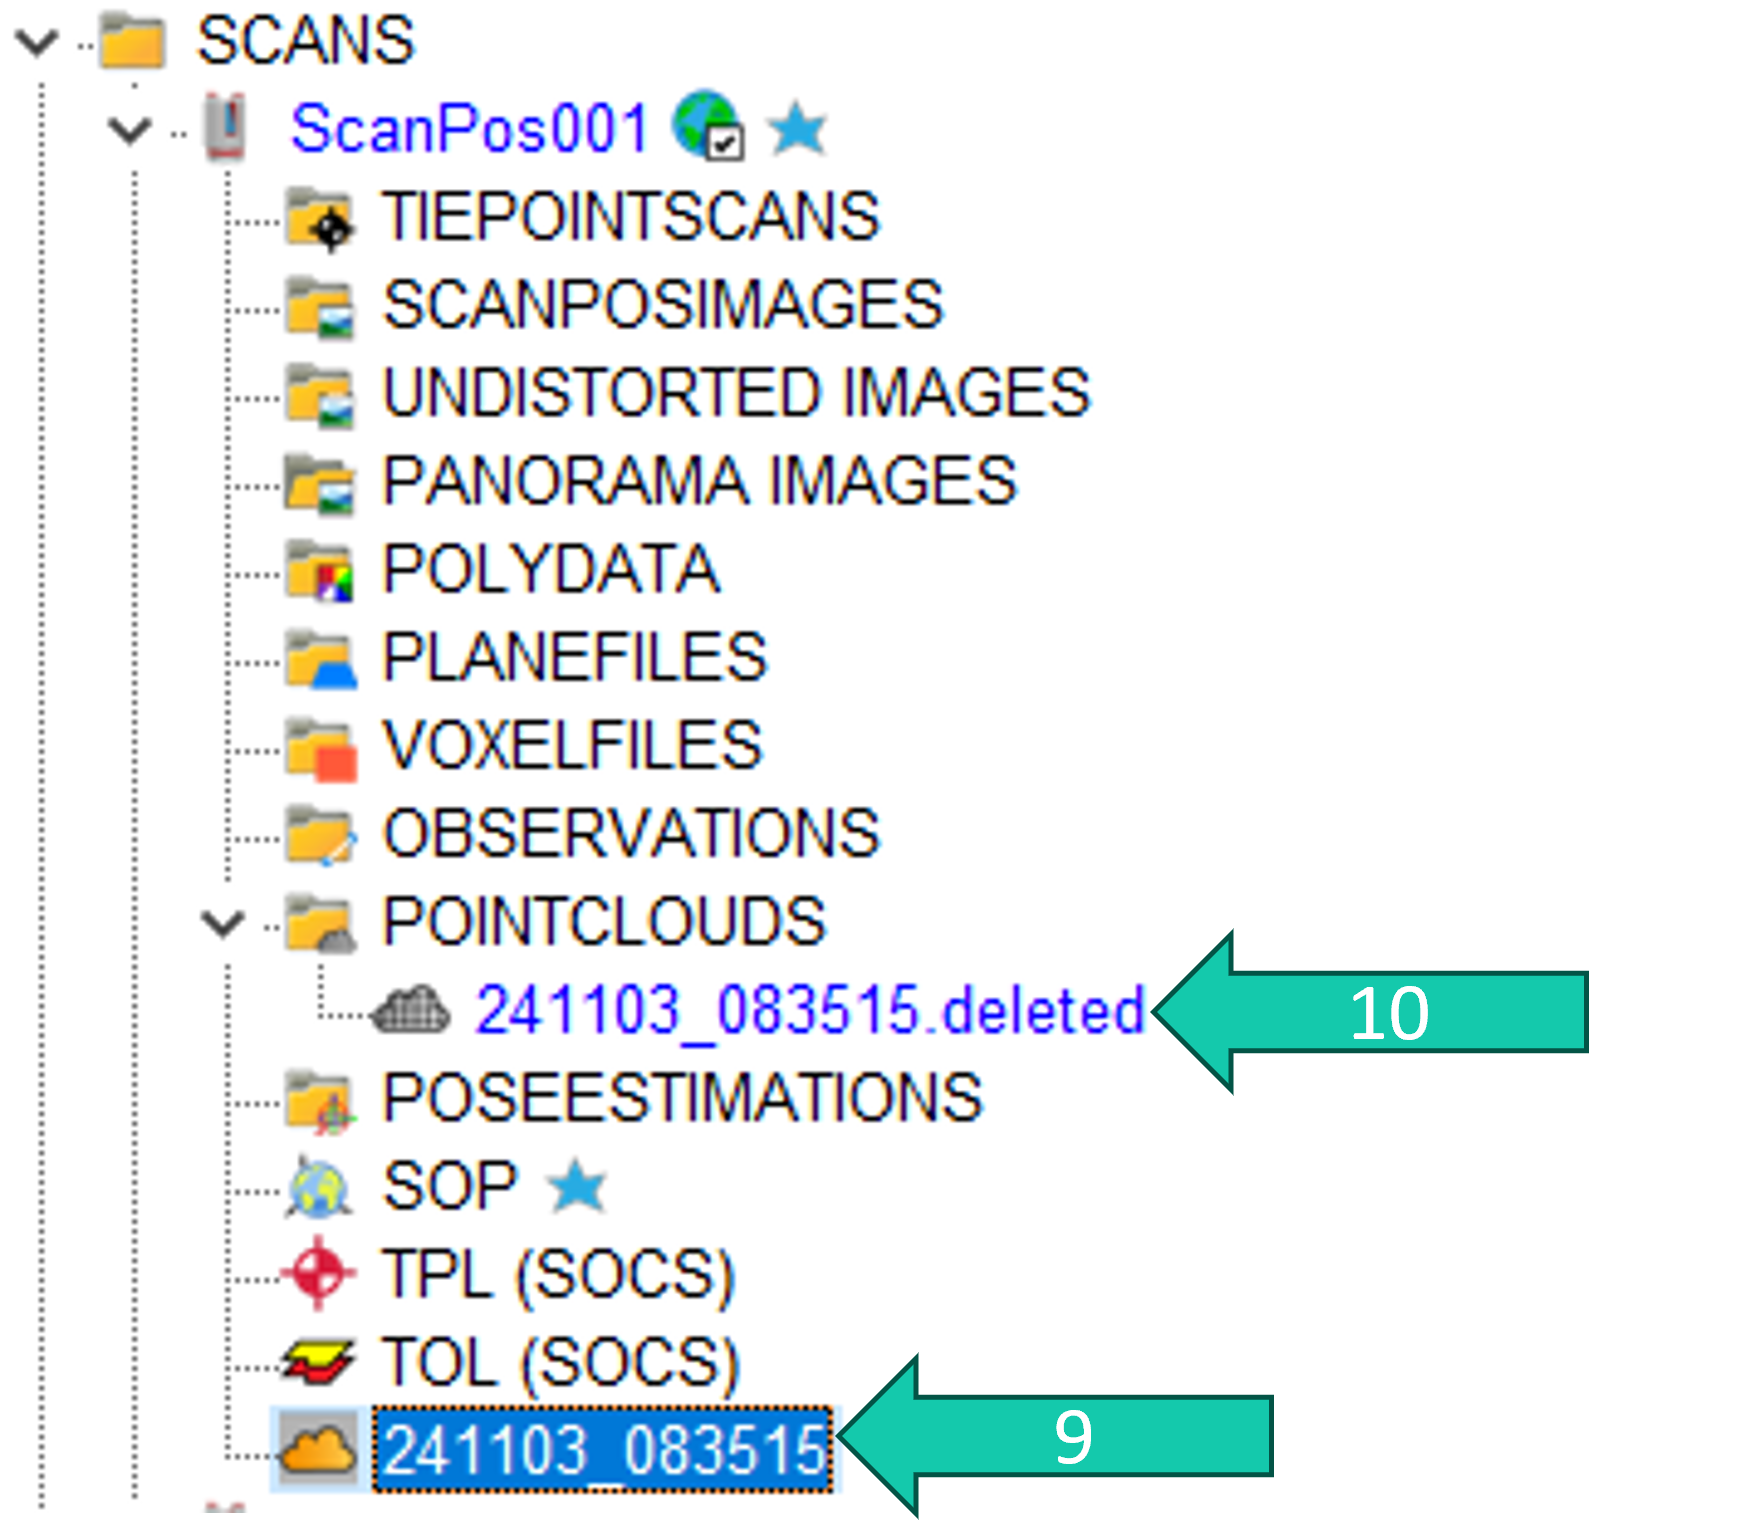 SCANS
ScanPos001
TIEPOINTSCANS
SCANPOSIMAGES
UNDISTORTED IMAGES
PANORAMA IMAGES
POLYDATA
PLANEFILES
VOXELFILES
OBSERVATIONS
POINTCLOUDS
241103_083515.deleted 10
POSEESTIMATIONS
SOP
TPL (SOCS)
TOL (SOCS)
241103_083515 9